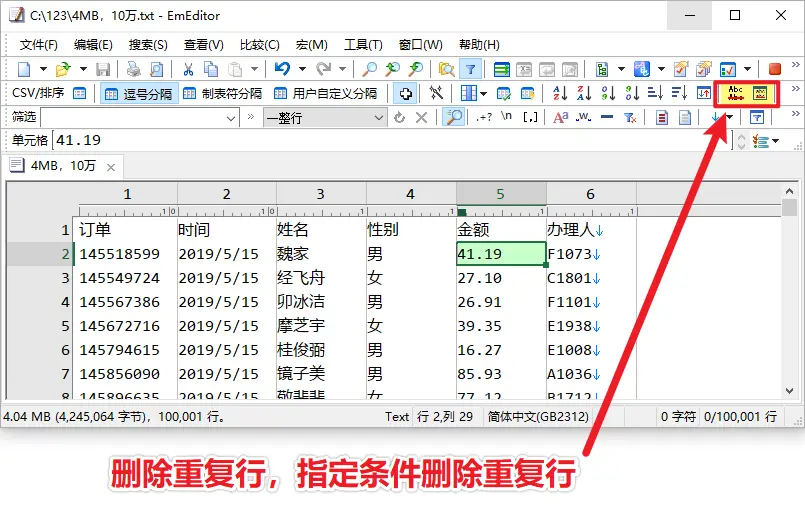 C:\123\4MB，10万.txt - EmEditor
文件(F) 编辑(E) 搜索(S) 查看(V) 比较(C) 宏(M) 工具(T) 窗口(W) 帮助(H)
CSV/排序 逗号分隔 制表符分隔 用户自定义分隔
筛选 一整行
单元格 41.19
4MB，10万
1 2 3 4 5 6
1 订单 时间 姓名 性别 金额 办理人↓
2 145518599 2019/5/15 魏家 男 41.19 F1073↓
3 145549724 2019/5/15 经飞舟 女 27.10 C1801↓
4 145567386 2019/5/15 卯冰洁 男 26.91 F1101↓
5 145672716 2019/5/15 摩芝宇 女 39.35 E1938↓
6 145794615 2019/5/15 桂俊弼 男 16.27 E1008↓
7 145856090 2019/5/15 镜子美 男 85.93 A1036↓
8 145896635 2019/5/15 敬悲悲 女 77.12 B1712↓
4.04 MB (4,245,064 字节)，100,001 行。 Text 行 2,列 29 简体中文(GB2312) 0 字符 0/100,001 行
删除重复行，指定条件删除重复行